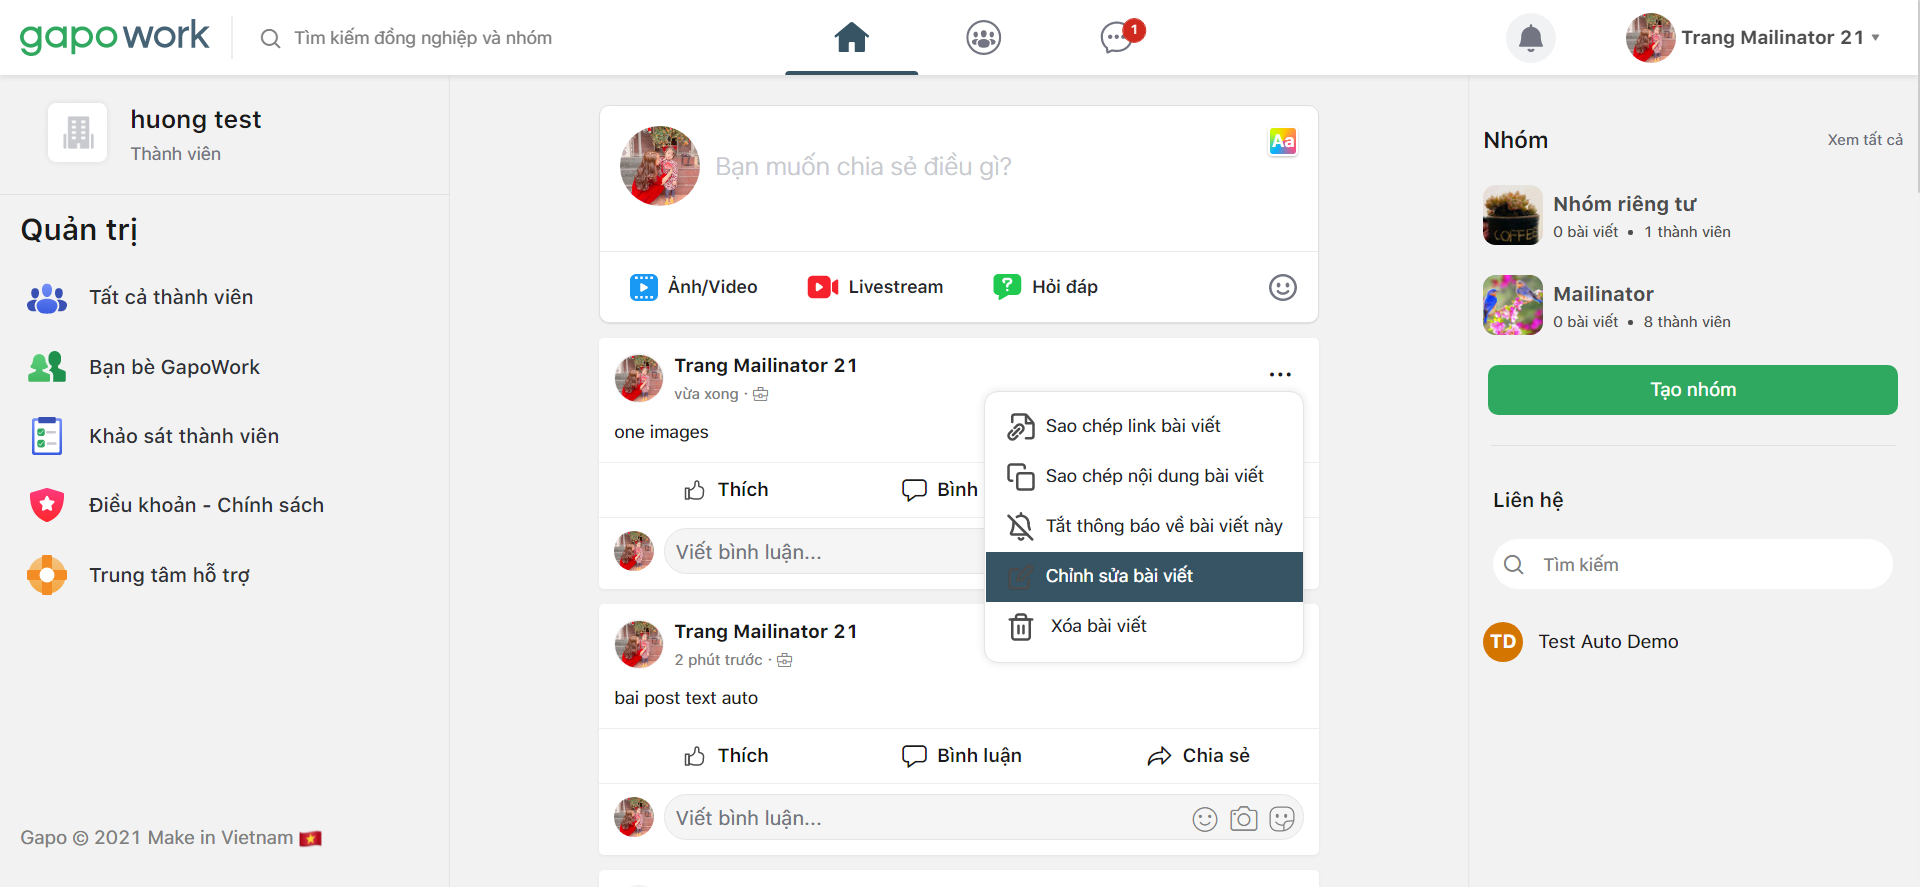 gapowork
Tìm kiếm đồng nghiệp và nhóm
1
Trang Mailinator 21
huong test
Thành viên
Quản trị
Tất cả thành viên
Bạn bè GapoWork
Khảo sát thành viên
Điều khoản - Chính sách
Trung tâm hỗ trợ
Gapo © 2021 Make in Vietnam
Bạn muốn chia sẻ điều gì?
Aa
Ảnh/Video
Livestream
Hỏi đáp
Trang Mailinator 21
vừa xong ·
one images
Thích
Bình
Viết bình luận...
Sao chép link bài viết
Sao chép nội dung bài viết
Tắt thông báo về bài viết này
Chỉnh sửa bài viết
Xóa bài viết
Trang Mailinator 21
2 phút trước ·
bai post text auto
Thích
Bình luận
Chia sẻ
Viết bình luận...
Nhóm
Xem tất cả
COFFE
Nhóm riêng tư
0 bài viết • 1 thành viên
Mailinator
0 bài viết • 8 thành viên
Tạo nhóm
Liên hệ
Tìm kiếm
TD
Test Auto Demo